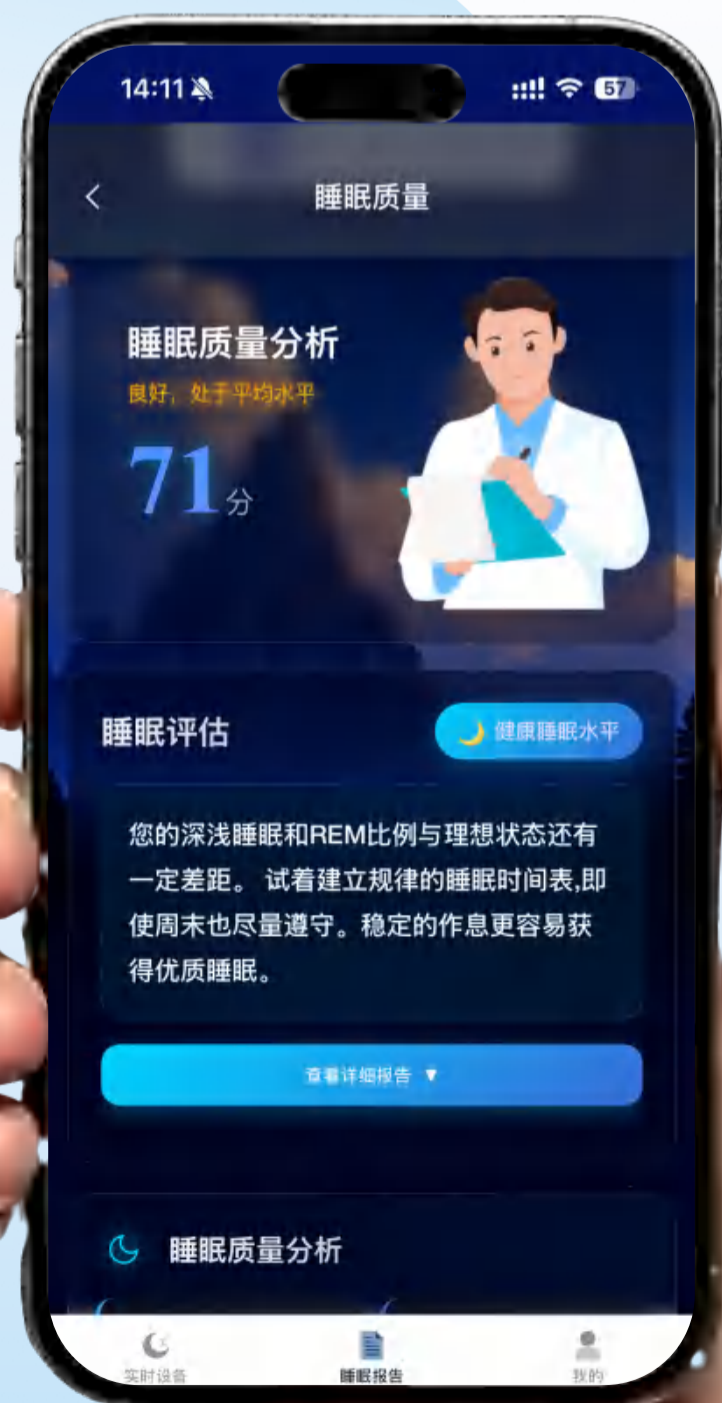 14:11
57
睡眠质量
睡眠质量分析
良好，处于平均水平
71分
睡眠评估
健康睡眠水平
您的深浅睡眠和REM比例与理想状态还有
一定差距。 试着建立规律的睡眠时间表,即
使周末也尽量遵守。稳定的作息更容易获
得优质睡眠。
查看详细报告 ▼
睡眠质量分析
实时设备
睡眠报告
我的